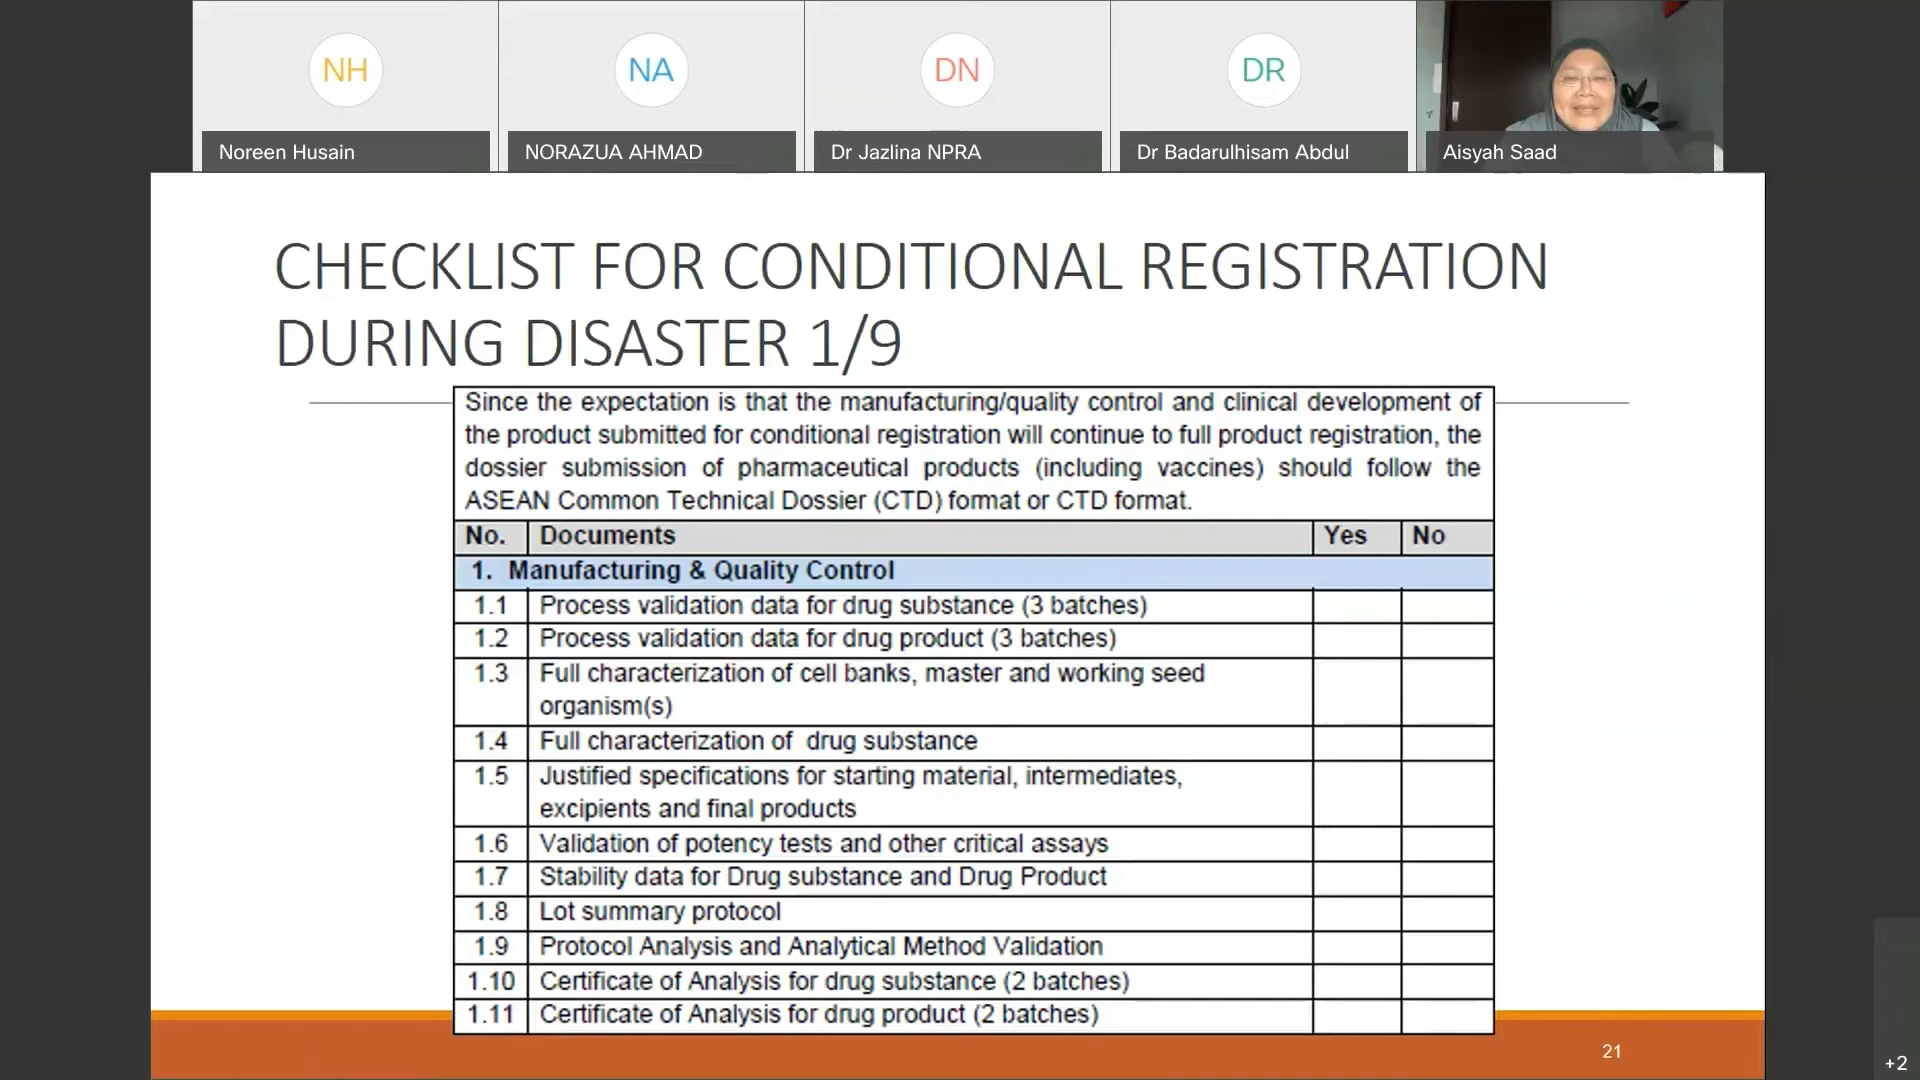 NH
NA
DN
DR
Noreen Husain
NORAZUA AHMAD
Dr Jazlina NPRA
Dr Badarulhisam Abdul
Aisyah Saad
CHECKLIST FOR CONDITIONAL REGISTRATION
DURING DISASTER 1/9
Since the expectation is that the manufacturing/quality control and clinical development of
the product submitted for conditional registration will continue to full product registration, the
dossier submission of pharmaceutical products (including vaccines) should follow the
ASEAN Common Technical Dossier (CTD) format or CTD format.
No. Documents Yes No
1. Manufacturing & Quality Control
1.1 Process validation data for drug substance (3 batches)
1.2 Process validation data for drug product (3 batches)
1.3 Full characterization of cell banks, master and working seed
organism(s)
1.4 Full characterization of drug substance
1.5 Justified specifications for starting material, intermediates,
excipients and final products
1.6 Validation of potency tests and other critical assays
1.7 Stability data for Drug substance and Drug Product
1.8 Lot summary protocol
1.9 Protocol Analysis and Analytical Method Validation
1.10 Certificate of Analysis for drug substance (2 batches)
1.11 Certificate of Analysis for drug product (2 batches)
21
+2